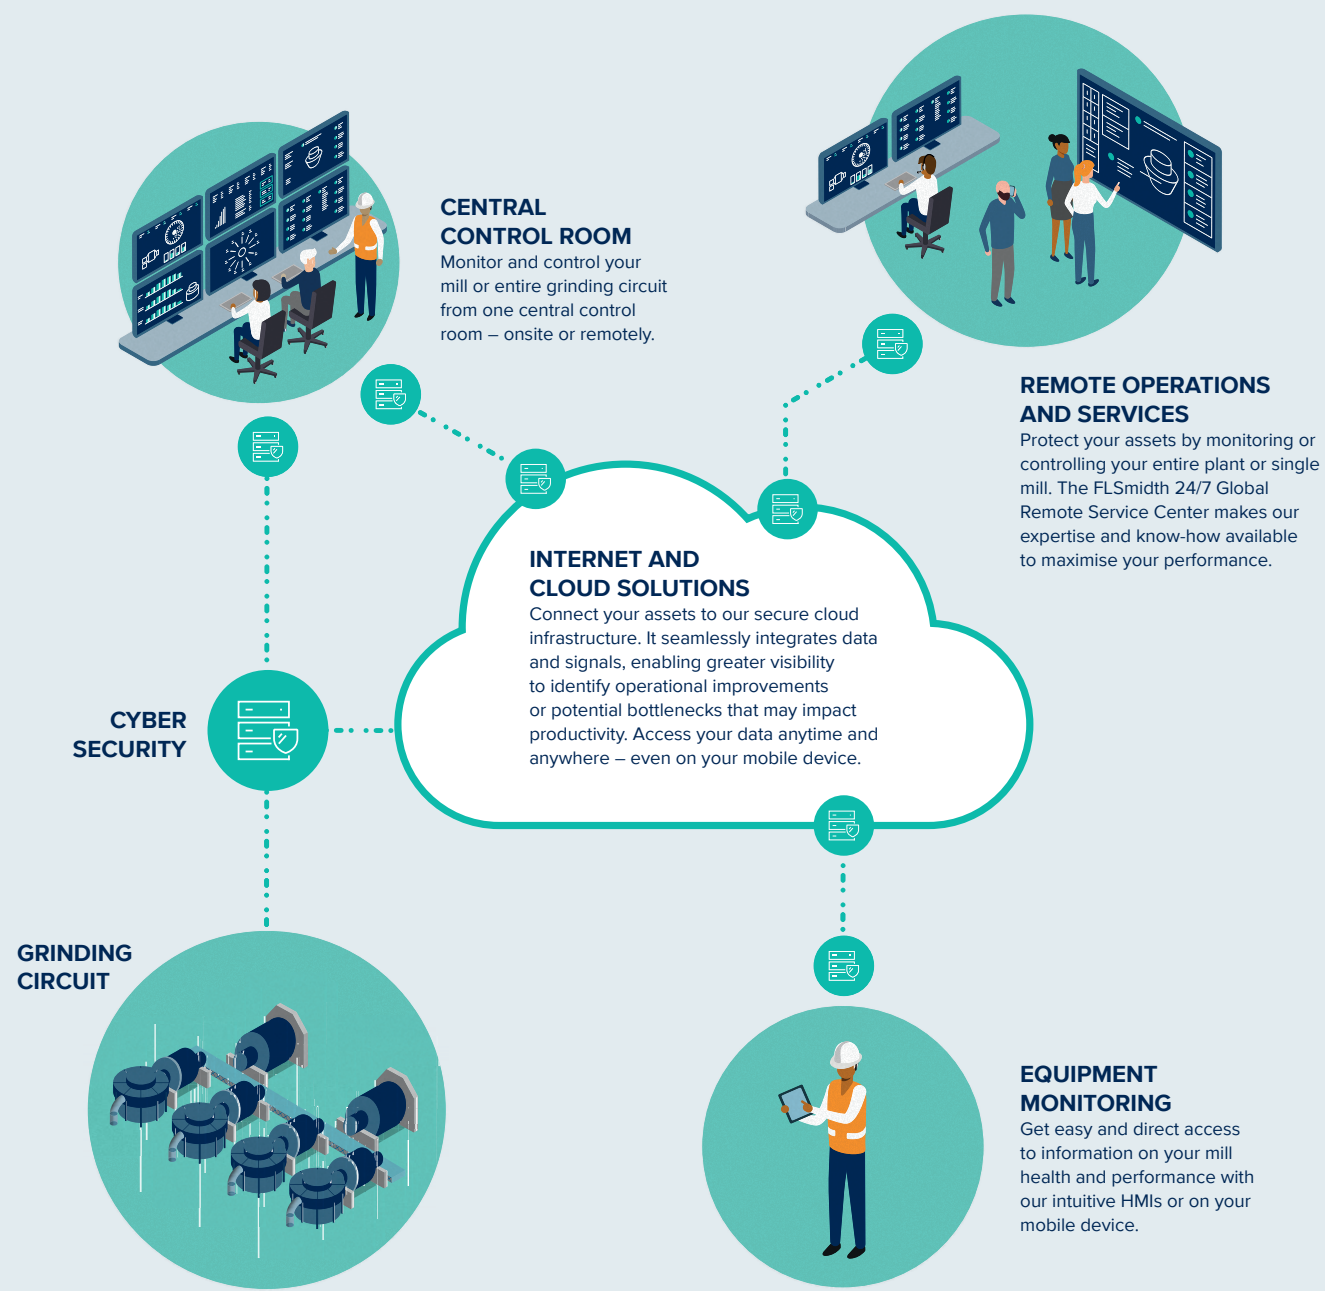 CENTRAL
CONTROL ROOM
Monitor and control your
mill or entire grinding circuit
from one central control
room – onsite or remotely.
REMOTE OPERATIONS
AND SERVICES
Protect your assets by monitoring or
controlling your entire plant or single
mill. The FLSmidth 24/7 Global
Remote Service Center makes our
expertise and know-how available
to maximise your performance.
INTERNET AND
CLOUD SOLUTIONS
Connect your assets to our secure cloud
infrastructure. It seamlessly integrates data
and signals, enabling greater visibility
to identify operational improvements
or potential bottlenecks that may impact
productivity. Access your data anytime and
anywhere – even on your mobile device.
CYBER
SECURITY
GRINDING
CIRCUIT
EQUIPMENT
MONITORING
Get easy and direct access
to information on your mill
health and performance with
our intuitive HMIs or on your
mobile device.